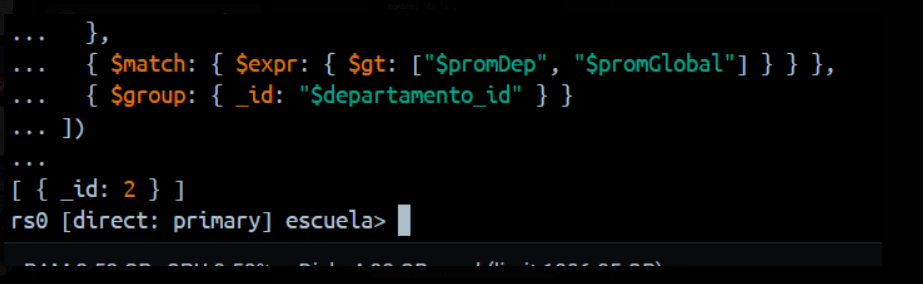 ...   },
...   { $match: { $expr: { $gt: ["$promDep", "$promGlobal"] } } },
...   { $group: { _id: "$departamento_id" } }
... ])
...
[ { _id: 2 } ]
rs0 [direct: primary] escuela>